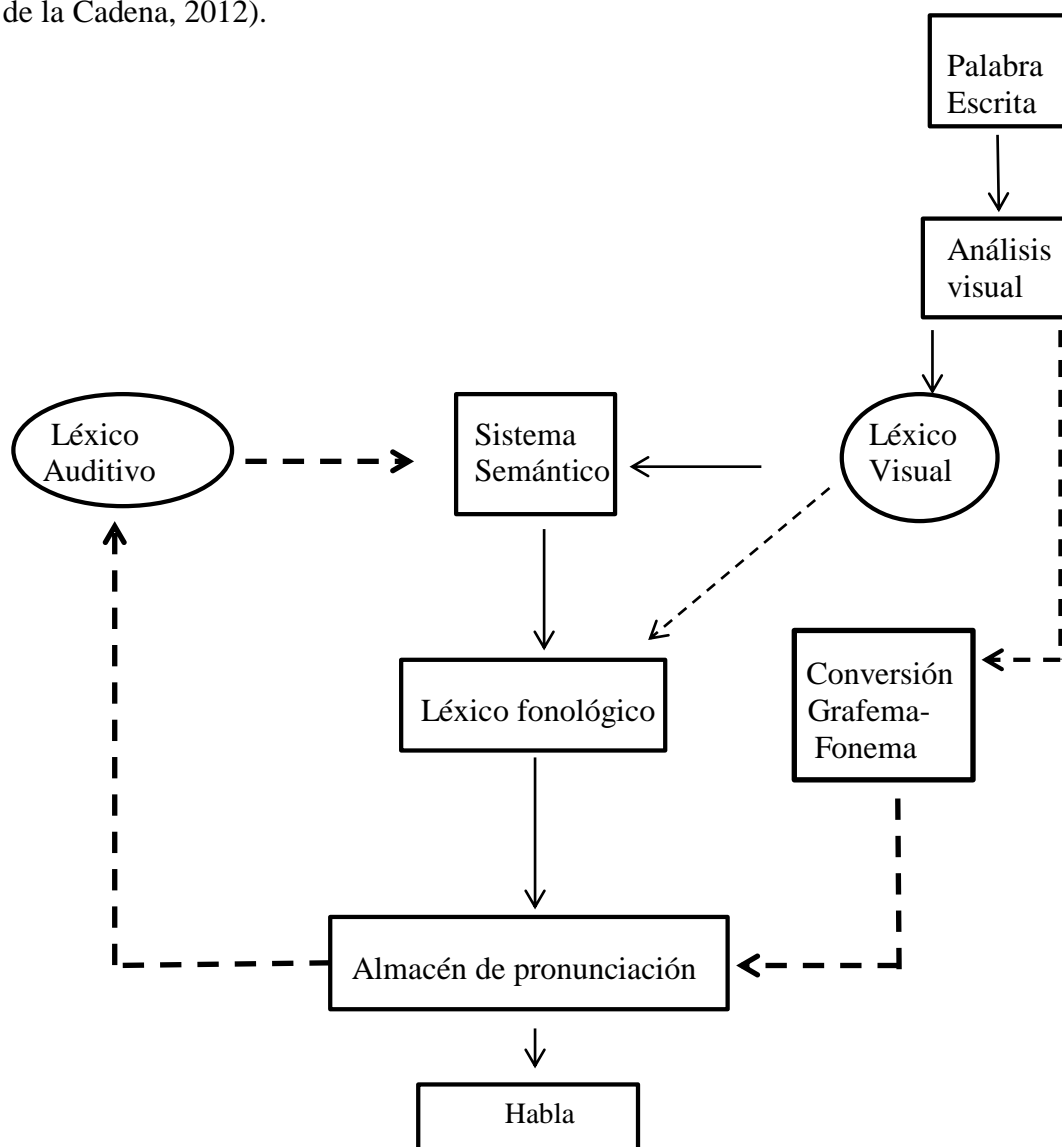 de la Cadena, 2012).
Palabra
Escrita
Análisis
visual
Léxico
Auditivo
Sistema
Semántico
Léxico
Visual
Léxico fonológico
Conversión
Grafema-
Fonema
Almacén de pronunciación
Habla